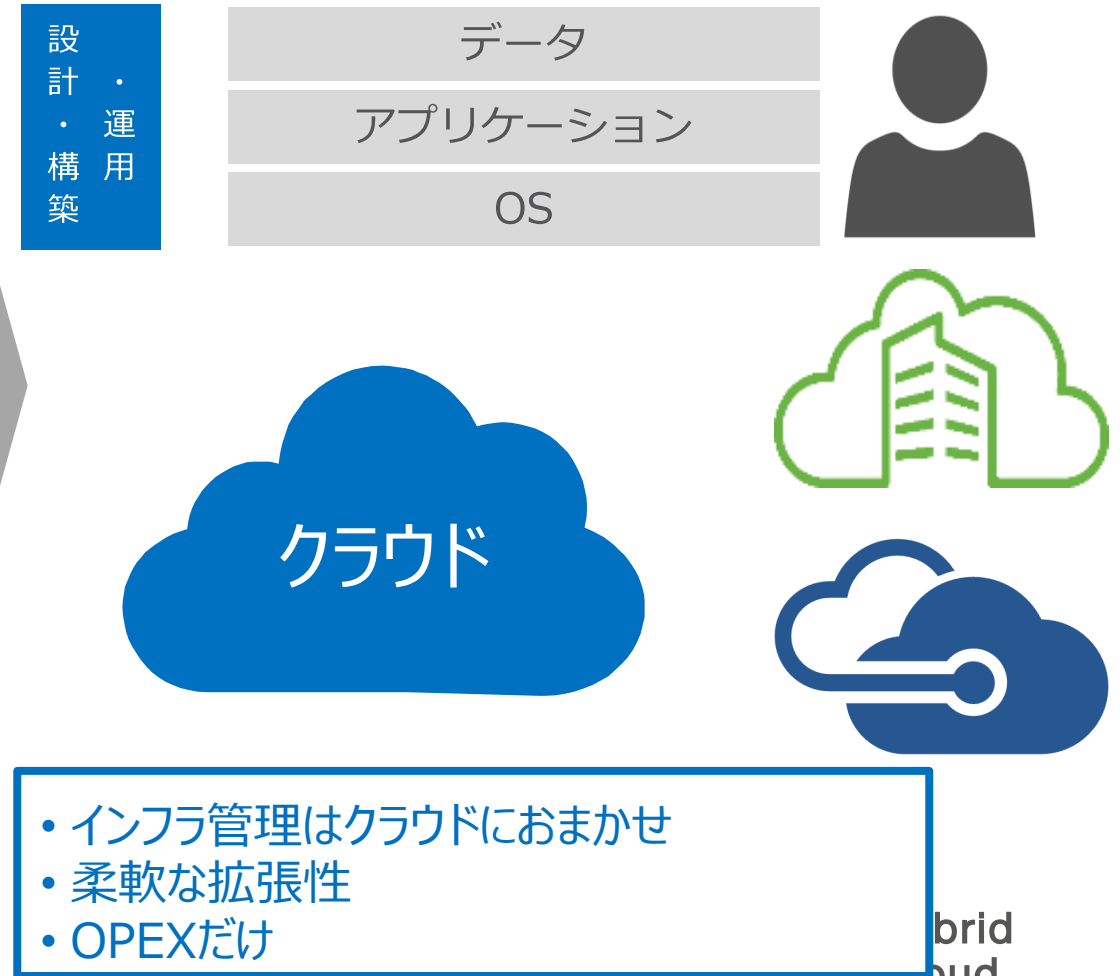 設計・構築
・運用
データ
アプリケーション
OS
クラウド
• インフラ管理はクラウドにおまかせ
• 柔軟な拡張性
• OPEXだけ
brid